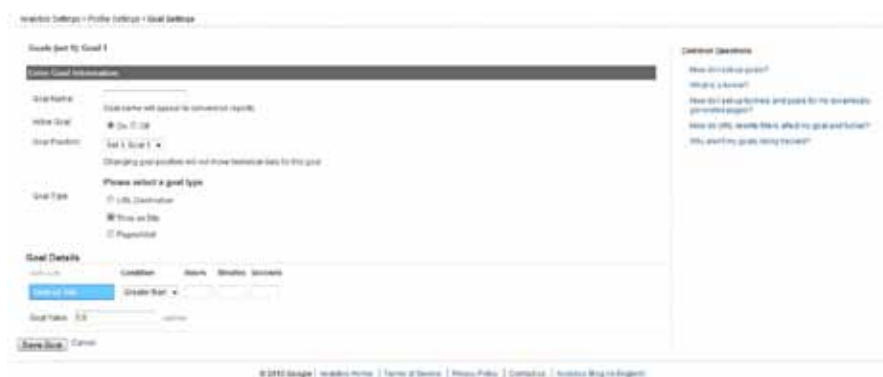 Analytics Settings > Profile Settings > Goal Settings
Goals (set 1): Goal 1
Enter Goal Information
Goal Name:
Goal name will appear in conversion reports.
Active Goal: On Off
Goal Position: Set 1, Goal 1
Changing goal position will not move historical data for this goal
Please select a goal type
Goal Type: URL Destination
Time on Site
Pages/Visit
Goal Details
Condition Hours Minutes Seconds
Time on Site Greater than
Goal Value 0.0 optional
Save Goal Cancel
Common Questions
How do I setup goals?
What is a funnel?
How do I setup funnels and goals for my dynamically generated pages?
How do URL rewrite filters affect my goal and funnel?
Why aren't my goals being tracked?
© 2010 Google | Analytics Home | Terms of Service | Privacy Policy | Contact us | Analytics Blog (in English)